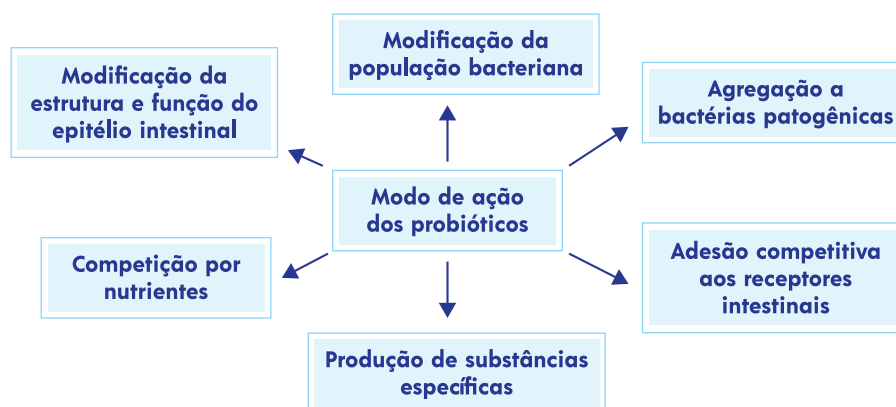 Modificação da
população bacteriana
Modificação da
estrutura e função do
epitélio intestinal
Agregação a
bactérias patogênicas
Modo de ação
dos probióticos
Competição por
nutrientes
Adesão competitiva
aos receptores
intestinais
Produção de substâncias
específicas